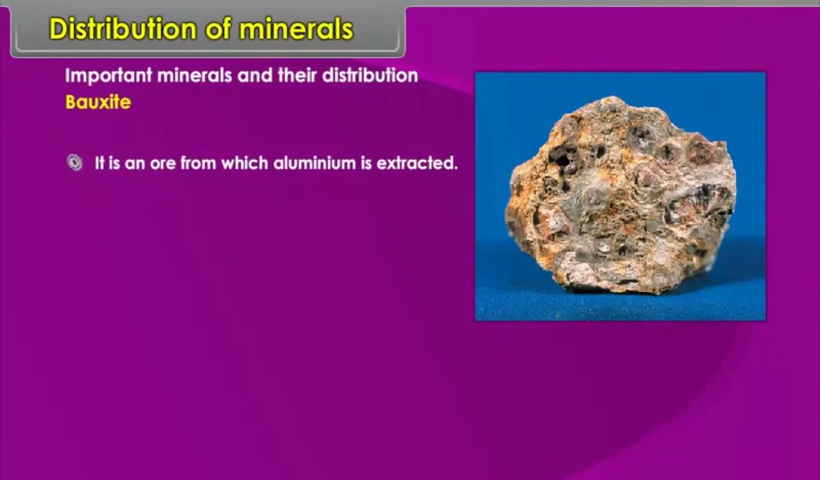 Distribution of minerals
Important minerals and their distribution
Bauxite
It is an ore from which aluminium is extracted.